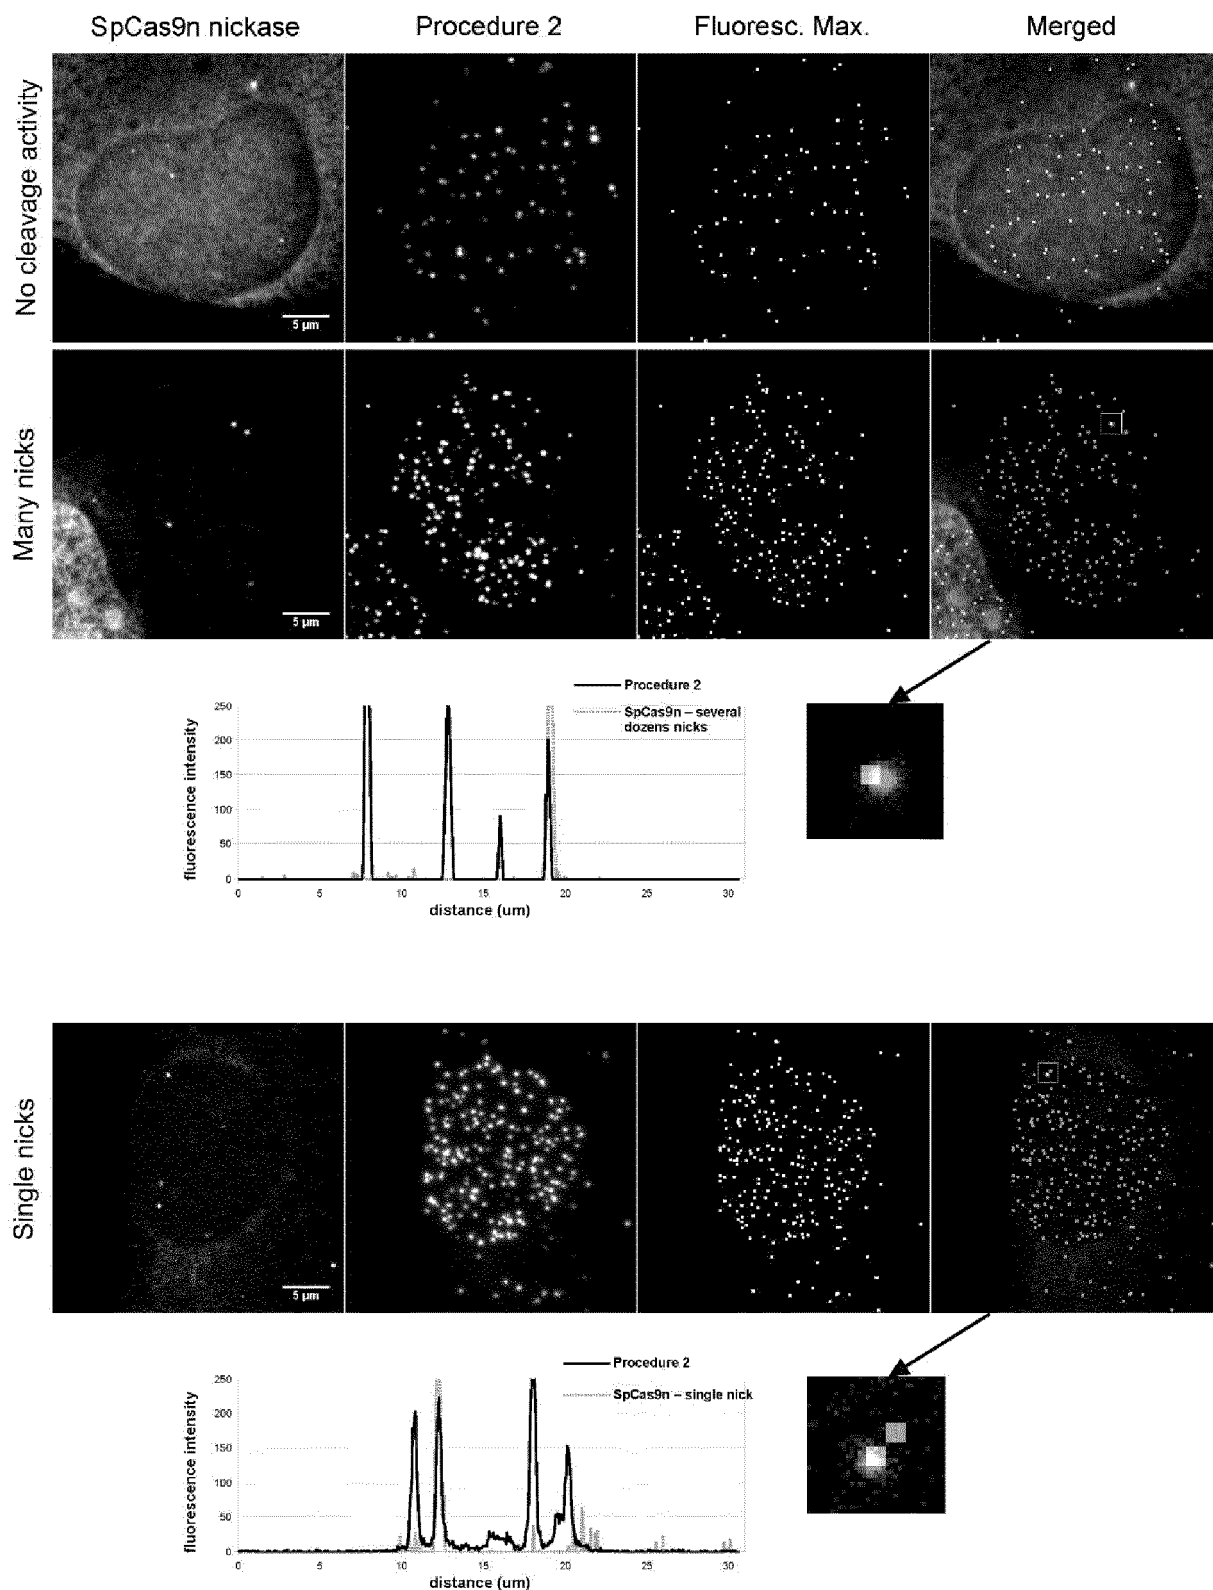 SpCas9n nickase Procedure 2 Fluoresc. Max. Merged
No cleavage activity
5 µm
Many nicks
5 µm
Procedure 2
SpCas9n – several
dozens nicks
fluorescence intensity
250
200
150
100
50
0
0 5 10 15 20 25 30
distance (um)
Single nicks
5 µm
Procedure 2
SpCas9n – single nick
fluorescence intensity
250
200
150
100
50
0
0 5 10 15 20 25 30
distance (um)